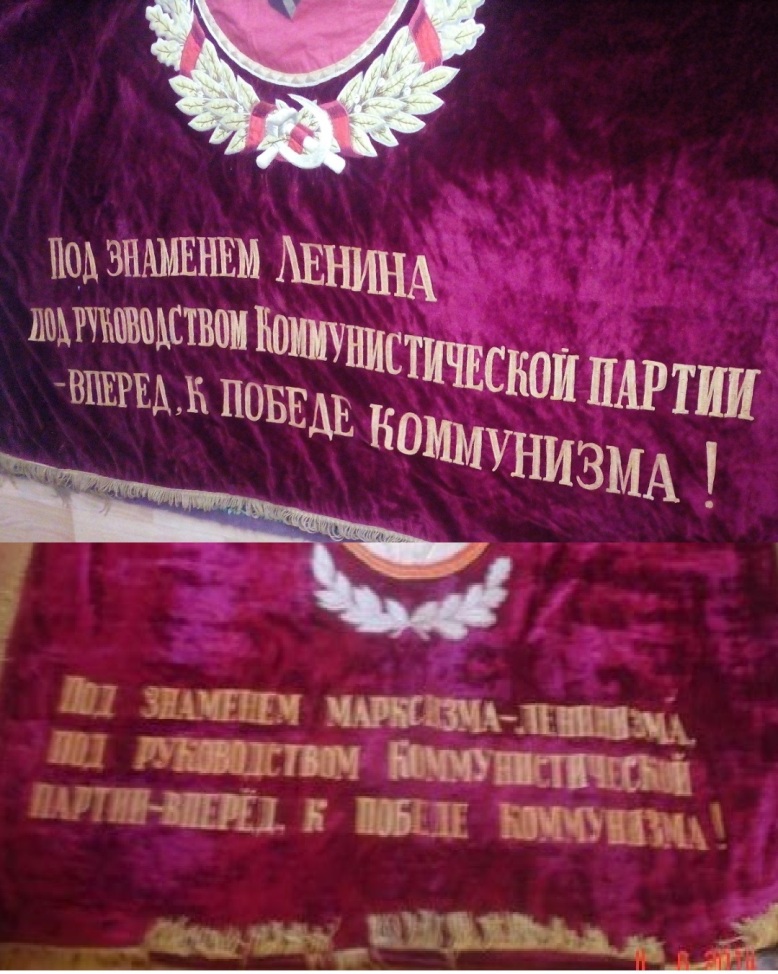 Под знаменем Ленина
под руководством Коммунистической партии
-вперед, к победе коммунизма!
Под знаменем марксизма-ленинизма,
под руководством Коммунистической
партии-вперёд, к победе коммунизма!